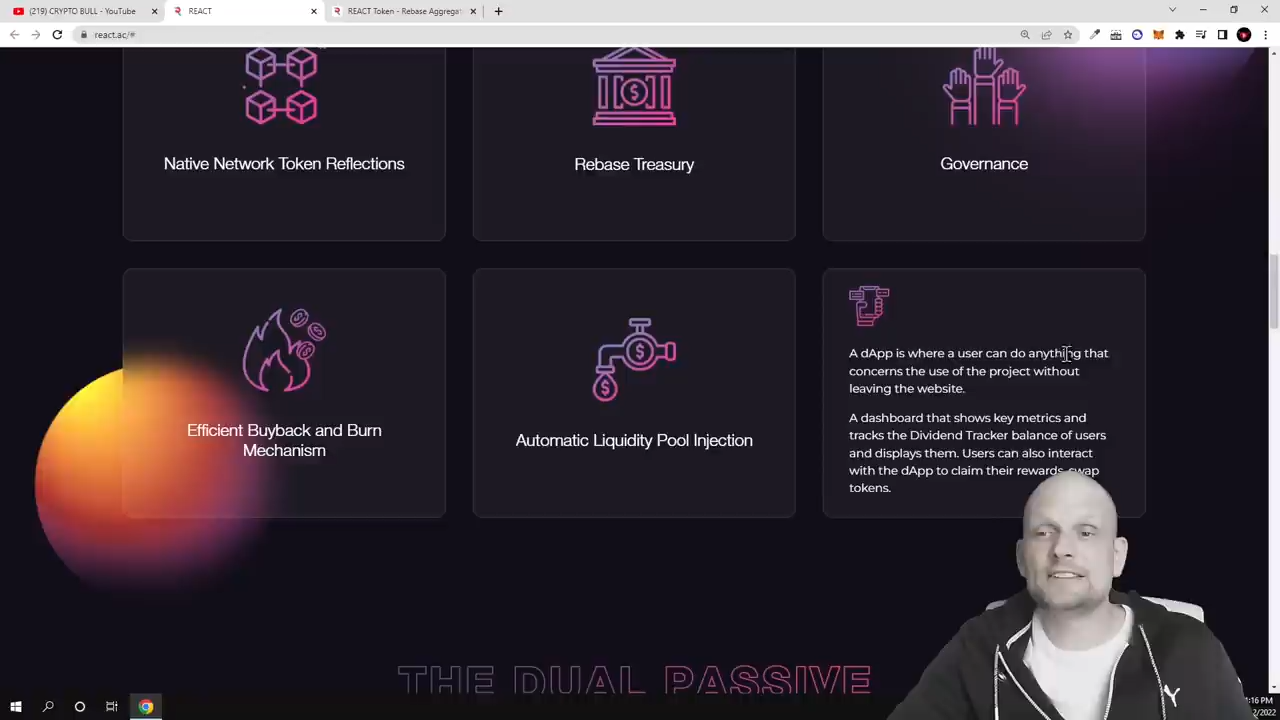 (219) CRYPTO BULL - YouTube
REACT
REACT Token - Rebase Aggregat
react.ac/#
Native Network Token Reflections
Rebase Treasury
Governance
Efficient Buyback and Burn
Mechanism
Automatic Liquidity Pool Injection
A dApp is where a user can do anything that
concerns the use of the project without
leaving the website.
A dashboard that shows key metrics and
tracks the Dividend Tracker balance of users
and displays them. Users can also interact
with the dApp to claim their rewards, swap
tokens.
THE DUAL PASSIVE
:16 PM
2/2022